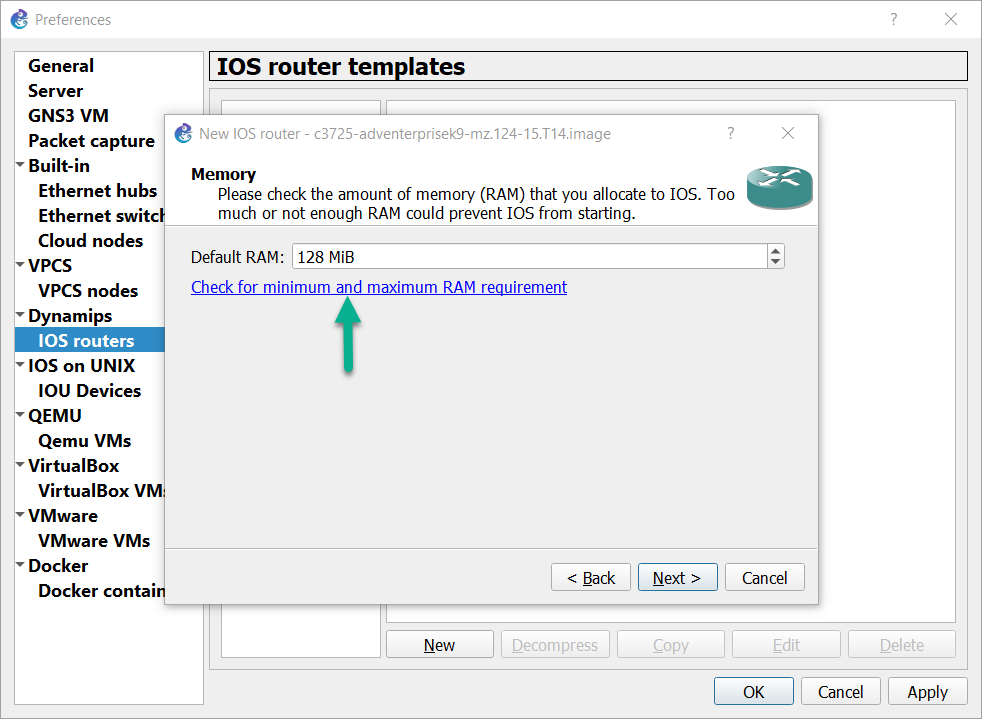 Preferences
?
General
Server
GNS3 VM
Packet capture
Built-in
Ethernet hubs
Ethernet switch
Cloud nodes
VPCS
VPCS nodes
Dynamips
IOS routers
IOS on UNIX
IOU Devices
QEMU
Qemu VMs
VirtualBox
VirtualBox VMs
VMware
VMware VMs
Docker
Docker contain
IOS router templates
New IOS router - c3725-adventerprisek9-mz.124-15.T14.image
?
Memory
Please check the amount of memory (RAM) that you allocate to IOS. Too
much or not enough RAM could prevent IOS from starting.
Default RAM: 128 MiB
Check for minimum and maximum RAM requirement
< Back Next > Cancel
New Decompress Copy Edit Delete
OK Cancel Apply